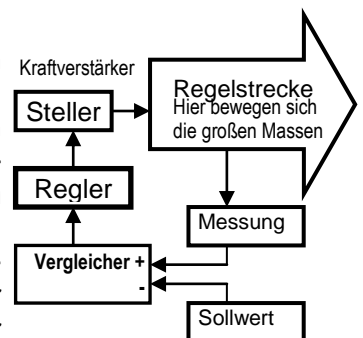 Kraftverstärker
Regelstrecke
Hier bewegen sich
die großen Massen
Steller
Regler
Messung
Vergleicher +
-
Sollwert